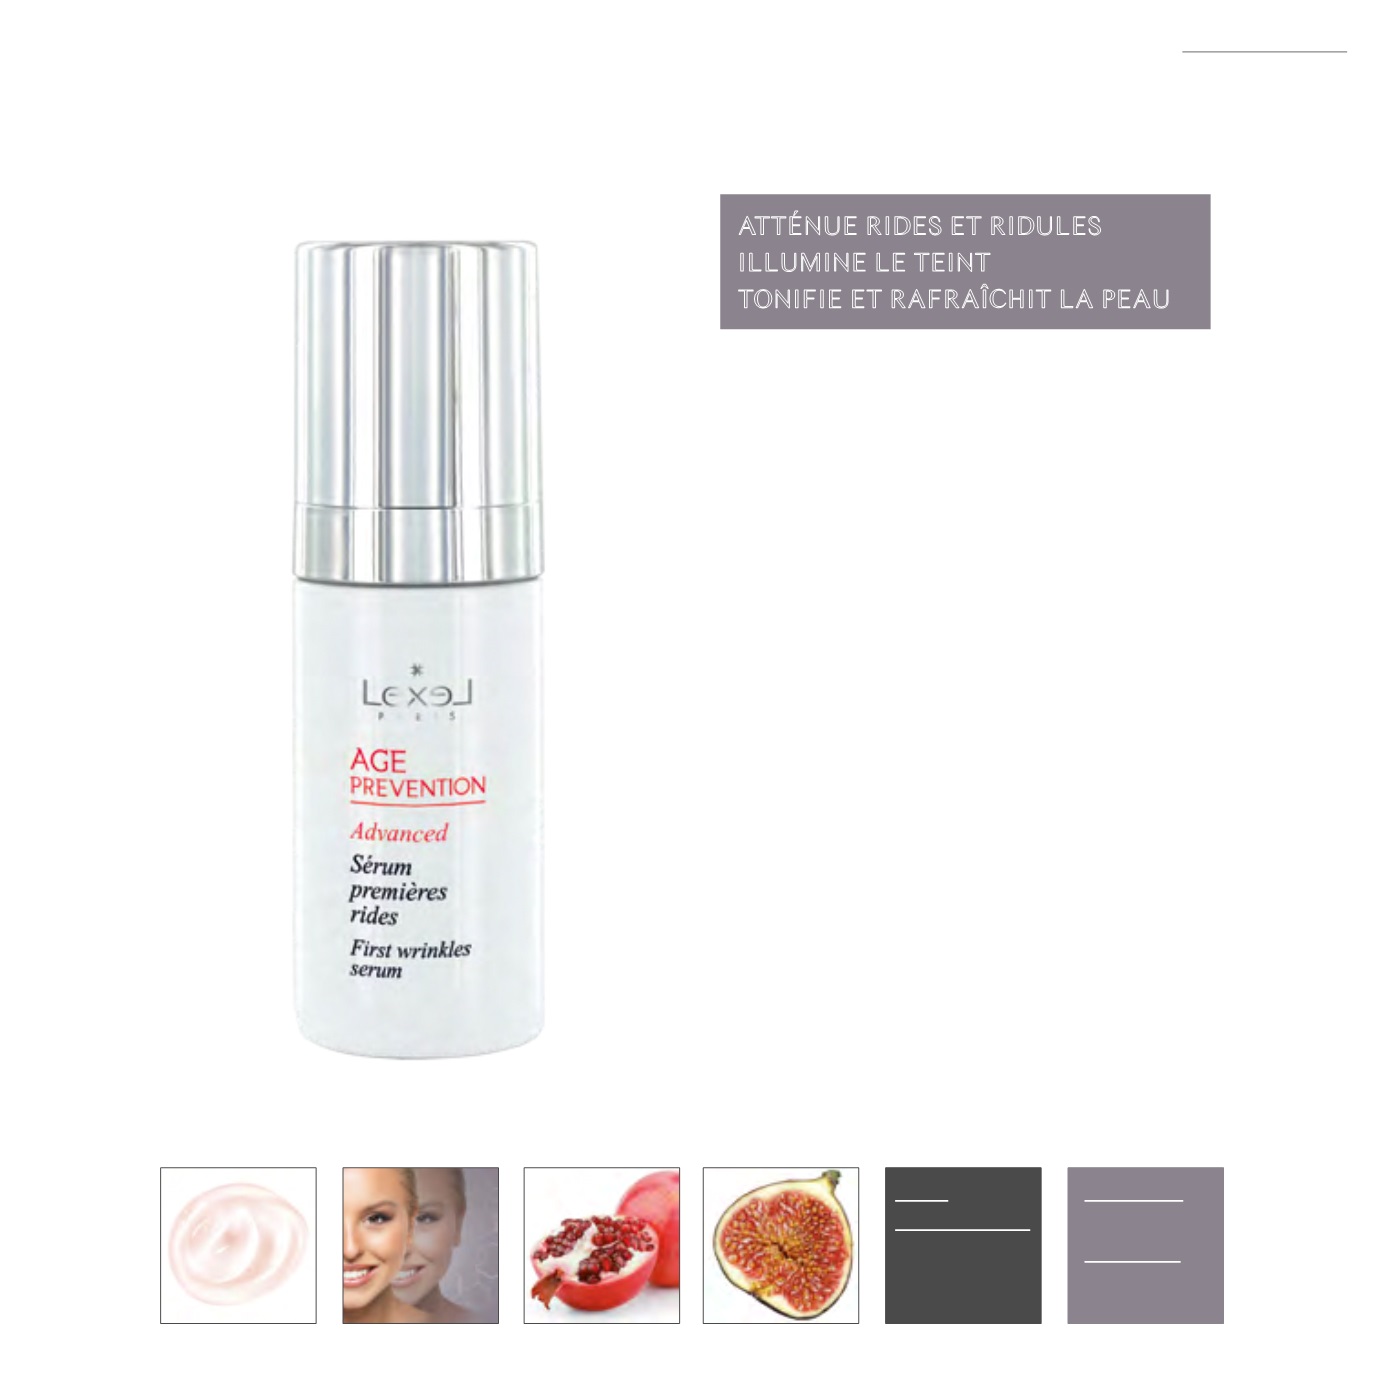 ATTÉNUE RIDES ET RIDULES
ILLUMINE LE TEINT
TONIFIE ET RAFRAÎCHIT LA PEAU
Lexel
AGE
PREVENTION
Advanced
Sérum
premières
rides
First wrinkles
serum